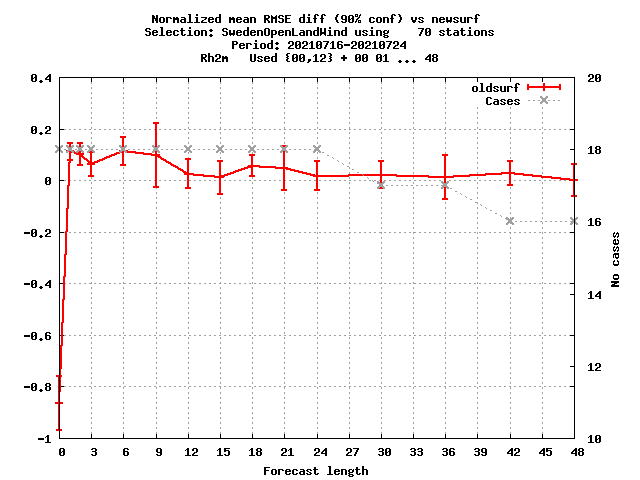 Normalized mean RMSE diff (90% conf) vs newsurf
Selection: SwedenOpenLandWind using    70 stations
Period: 20210716-20210724
Rh2m   Used {00,12} + 00 01 ... 48
oldsurf
Cases
0.4
0.2
0
-0.2
-0.4
-0.6
-0.8
-1
20
18
16
14
12
10
No cases
0 3 6 9 12 15 18 21 24 27 30 33 36 39 42 45 48
Forecast length